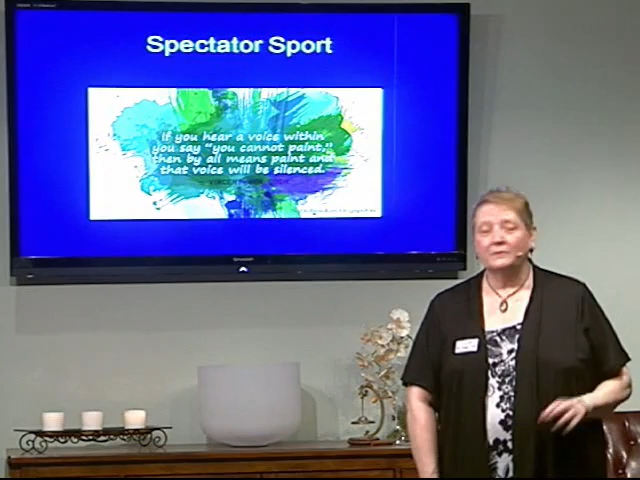 Spectator Sport
If you hear a voice within
you say "you cannot paint,"
then by all means paint and
that voice will be silenced.